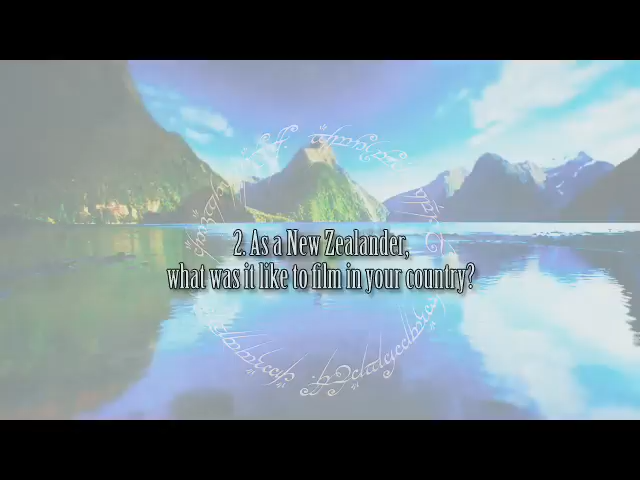 2. As a New Zealander,
what was it like to film in your country?